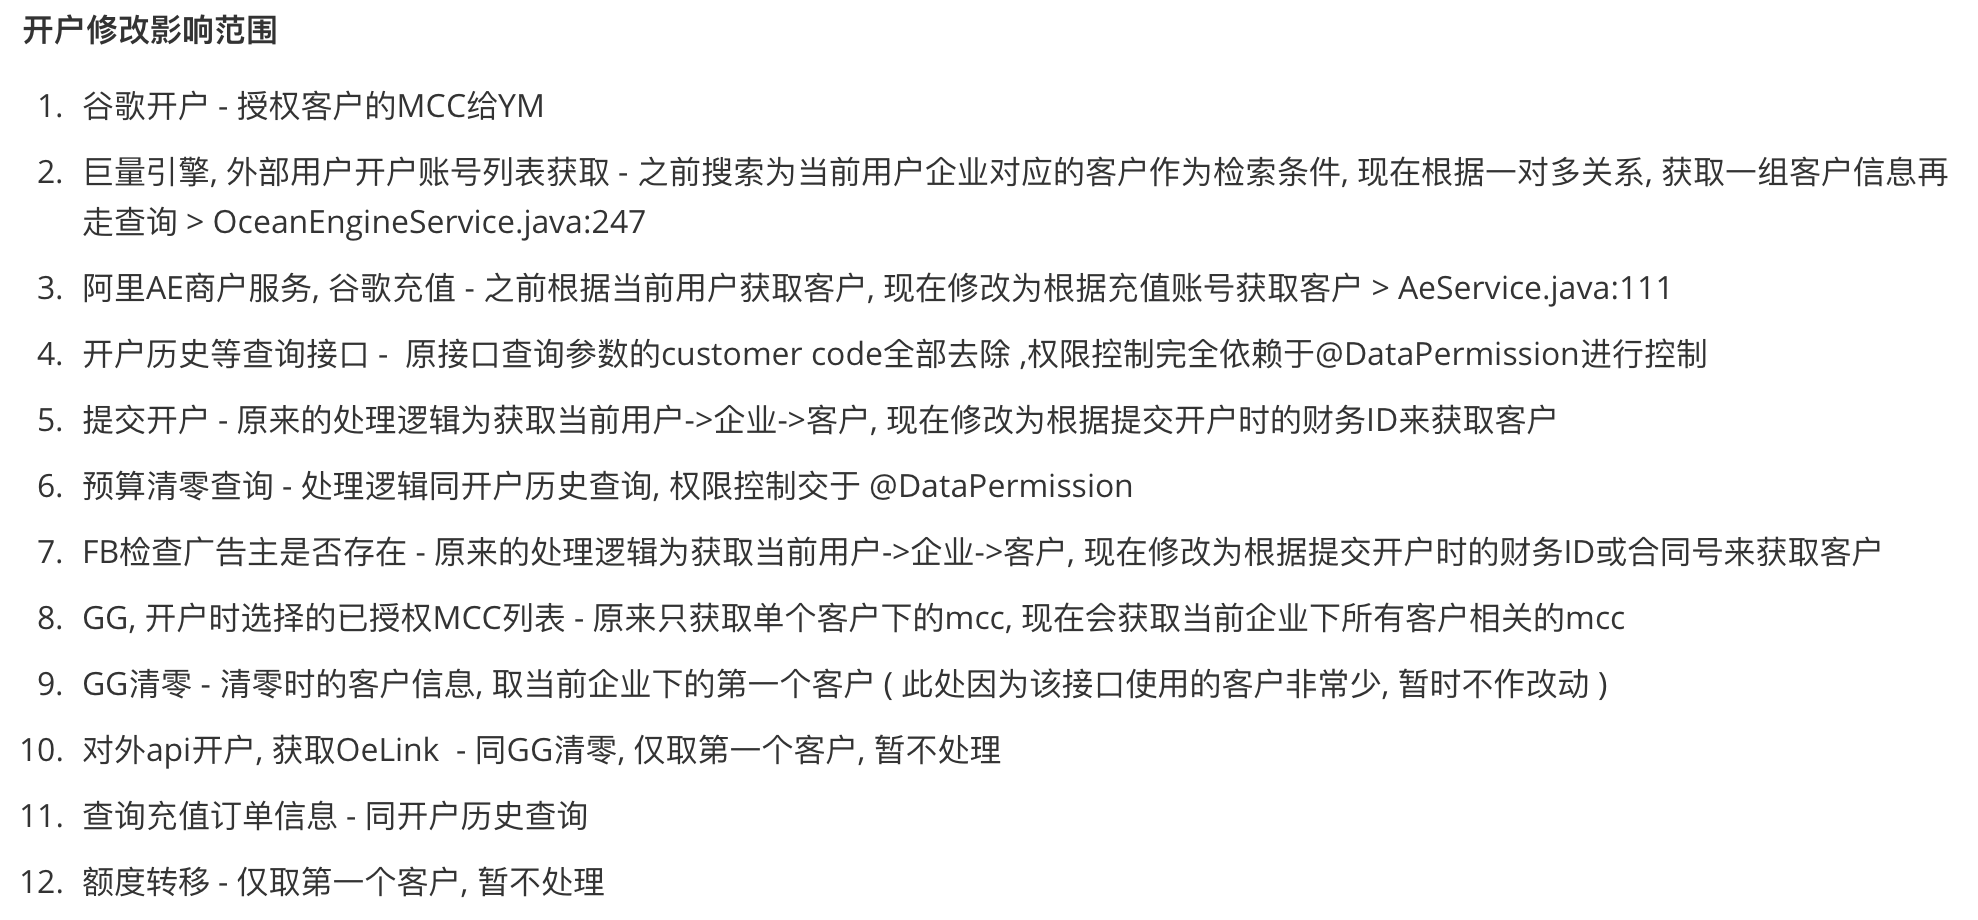 开户修改影响范围
1. 谷歌开户 - 授权客户的MCC给YM
2. 巨量引擎, 外部用户开户账号列表获取 - 之前搜索为当前用户企业对应的客户作为检索条件, 现在根据一对多关系, 获取一组客户信息再
走查询 > OceanEngineService.java:247
3. 阿里AE商户服务, 谷歌充值 - 之前根据当前用户获取客户, 现在修改为根据充值账号获取客户 > AeService.java:111
4. 开户历史等查询接口 -  原接口查询参数的customer code全部去除 ,权限控制完全依赖于@DataPermission进行控制
5. 提交开户 - 原来的处理逻辑为获取当前用户->企业->客户, 现在修改为根据提交开户时的财务ID来获取客户
6. 预算清零查询 - 处理逻辑同开户历史查询, 权限控制交于 @DataPermission
7. FB检查广告主是否存在 - 原来的处理逻辑为获取当前用户->企业->客户, 现在修改为根据提交开户时的财务ID或合同号来获取客户
8. GG, 开户时选择的已授权MCC列表 - 原来只获取单个客户下的mcc, 现在会获取当前企业下所有客户相关的mcc
9. GG清零 - 清零时的客户信息, 取当前企业下的第一个客户 ( 此处因为该接口使用的客户非常少, 暂时不作改动 )
10. 对外api开户, 获取OeLink  - 同GG清零, 仅取第一个客户, 暂不处理
11. 查询充值订单信息 - 同开户历史查询
12. 额度转移 - 仅取第一个客户, 暂不处理